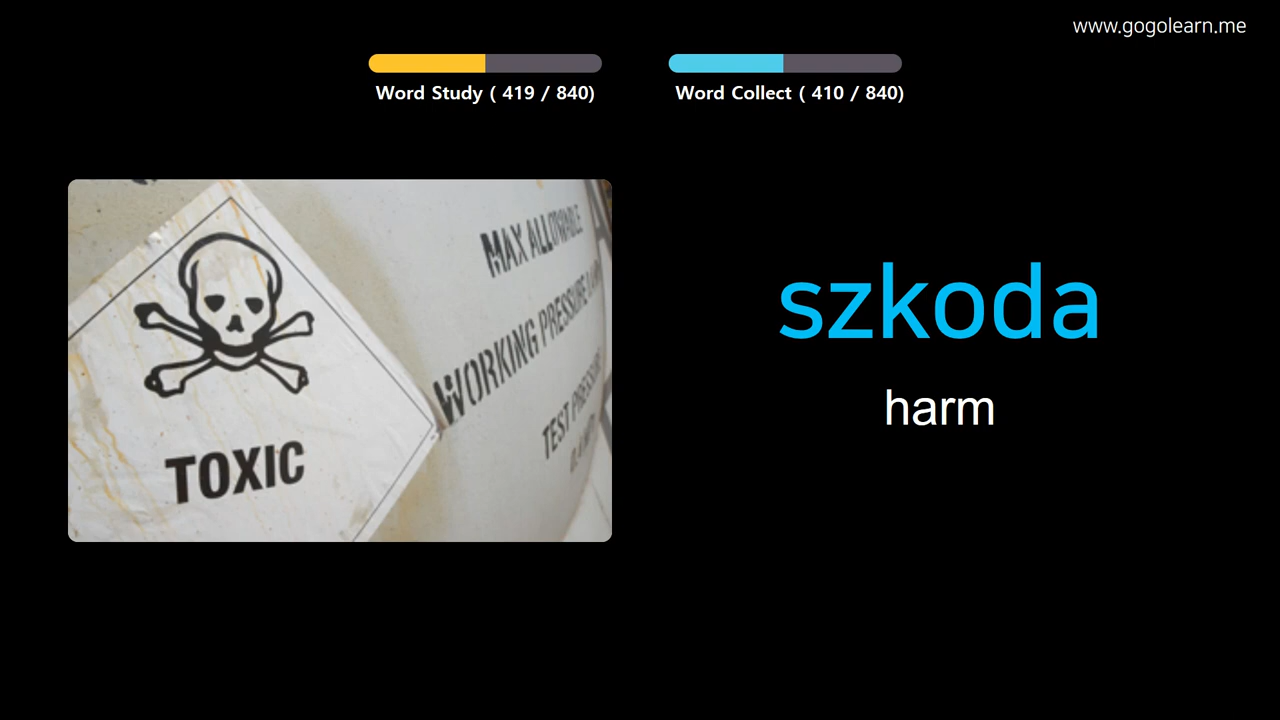 www.gogolearn.me
Word Study ( 419 / 840)
Word Collect ( 410 / 840)
MAX ALLOWABLE
WORKING PRESSURE
TEST PRESSURE
TOXIC
szkoda
harm